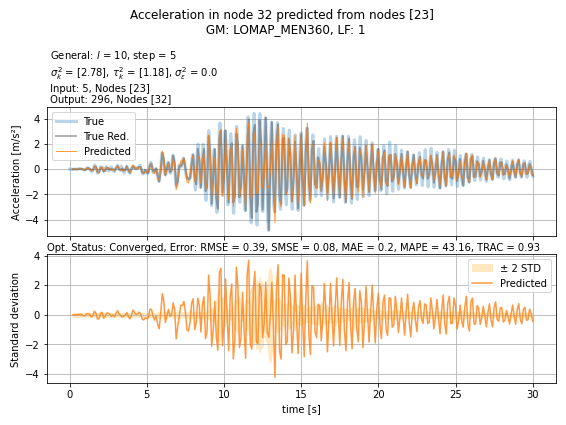 Acceleration in node 32 predicted from nodes [23]
GM: LOMAP_MEN360, LF: 1
General: l = 10, step = 5
σ²ₖ = [2.78], τ²ₖ = [1.18], σ²ε = 0.0
Input: 5, Nodes [23]
Output: 296, Nodes [32]
4
2
0
−2
−4
Acceleration [m/s²]
True
True Red.
Predicted
Opt. Status: Converged, Error: RMSE = 0.39, SMSE = 0.08, MAE = 0.2, MAPE = 43.16, TRAC = 0.93
4
2
0
−2
−4
Standard deviation
± 2 STD
Predicted
0 5 10 15 20 25 30
time [s]